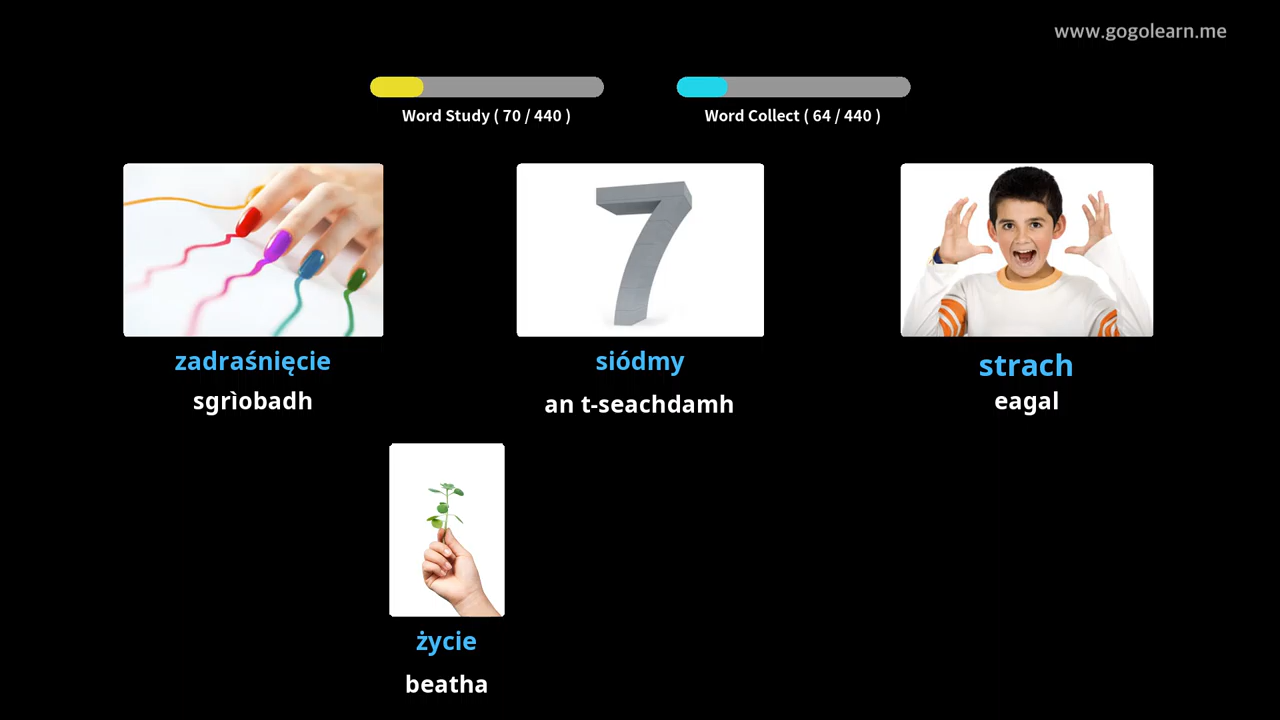 www.gogolearn.me
Word Study ( 70 / 440 )
Word Collect ( 64 / 440 )
zadraśnięcie
sgrìobadh
siódmy
an t-seachdamh
strach
eagal
życie
beatha